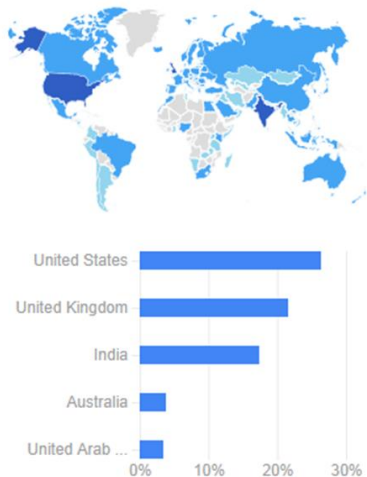 United States
United Kingdom
India
Australia
United Arab ...
0% 10% 20% 30%